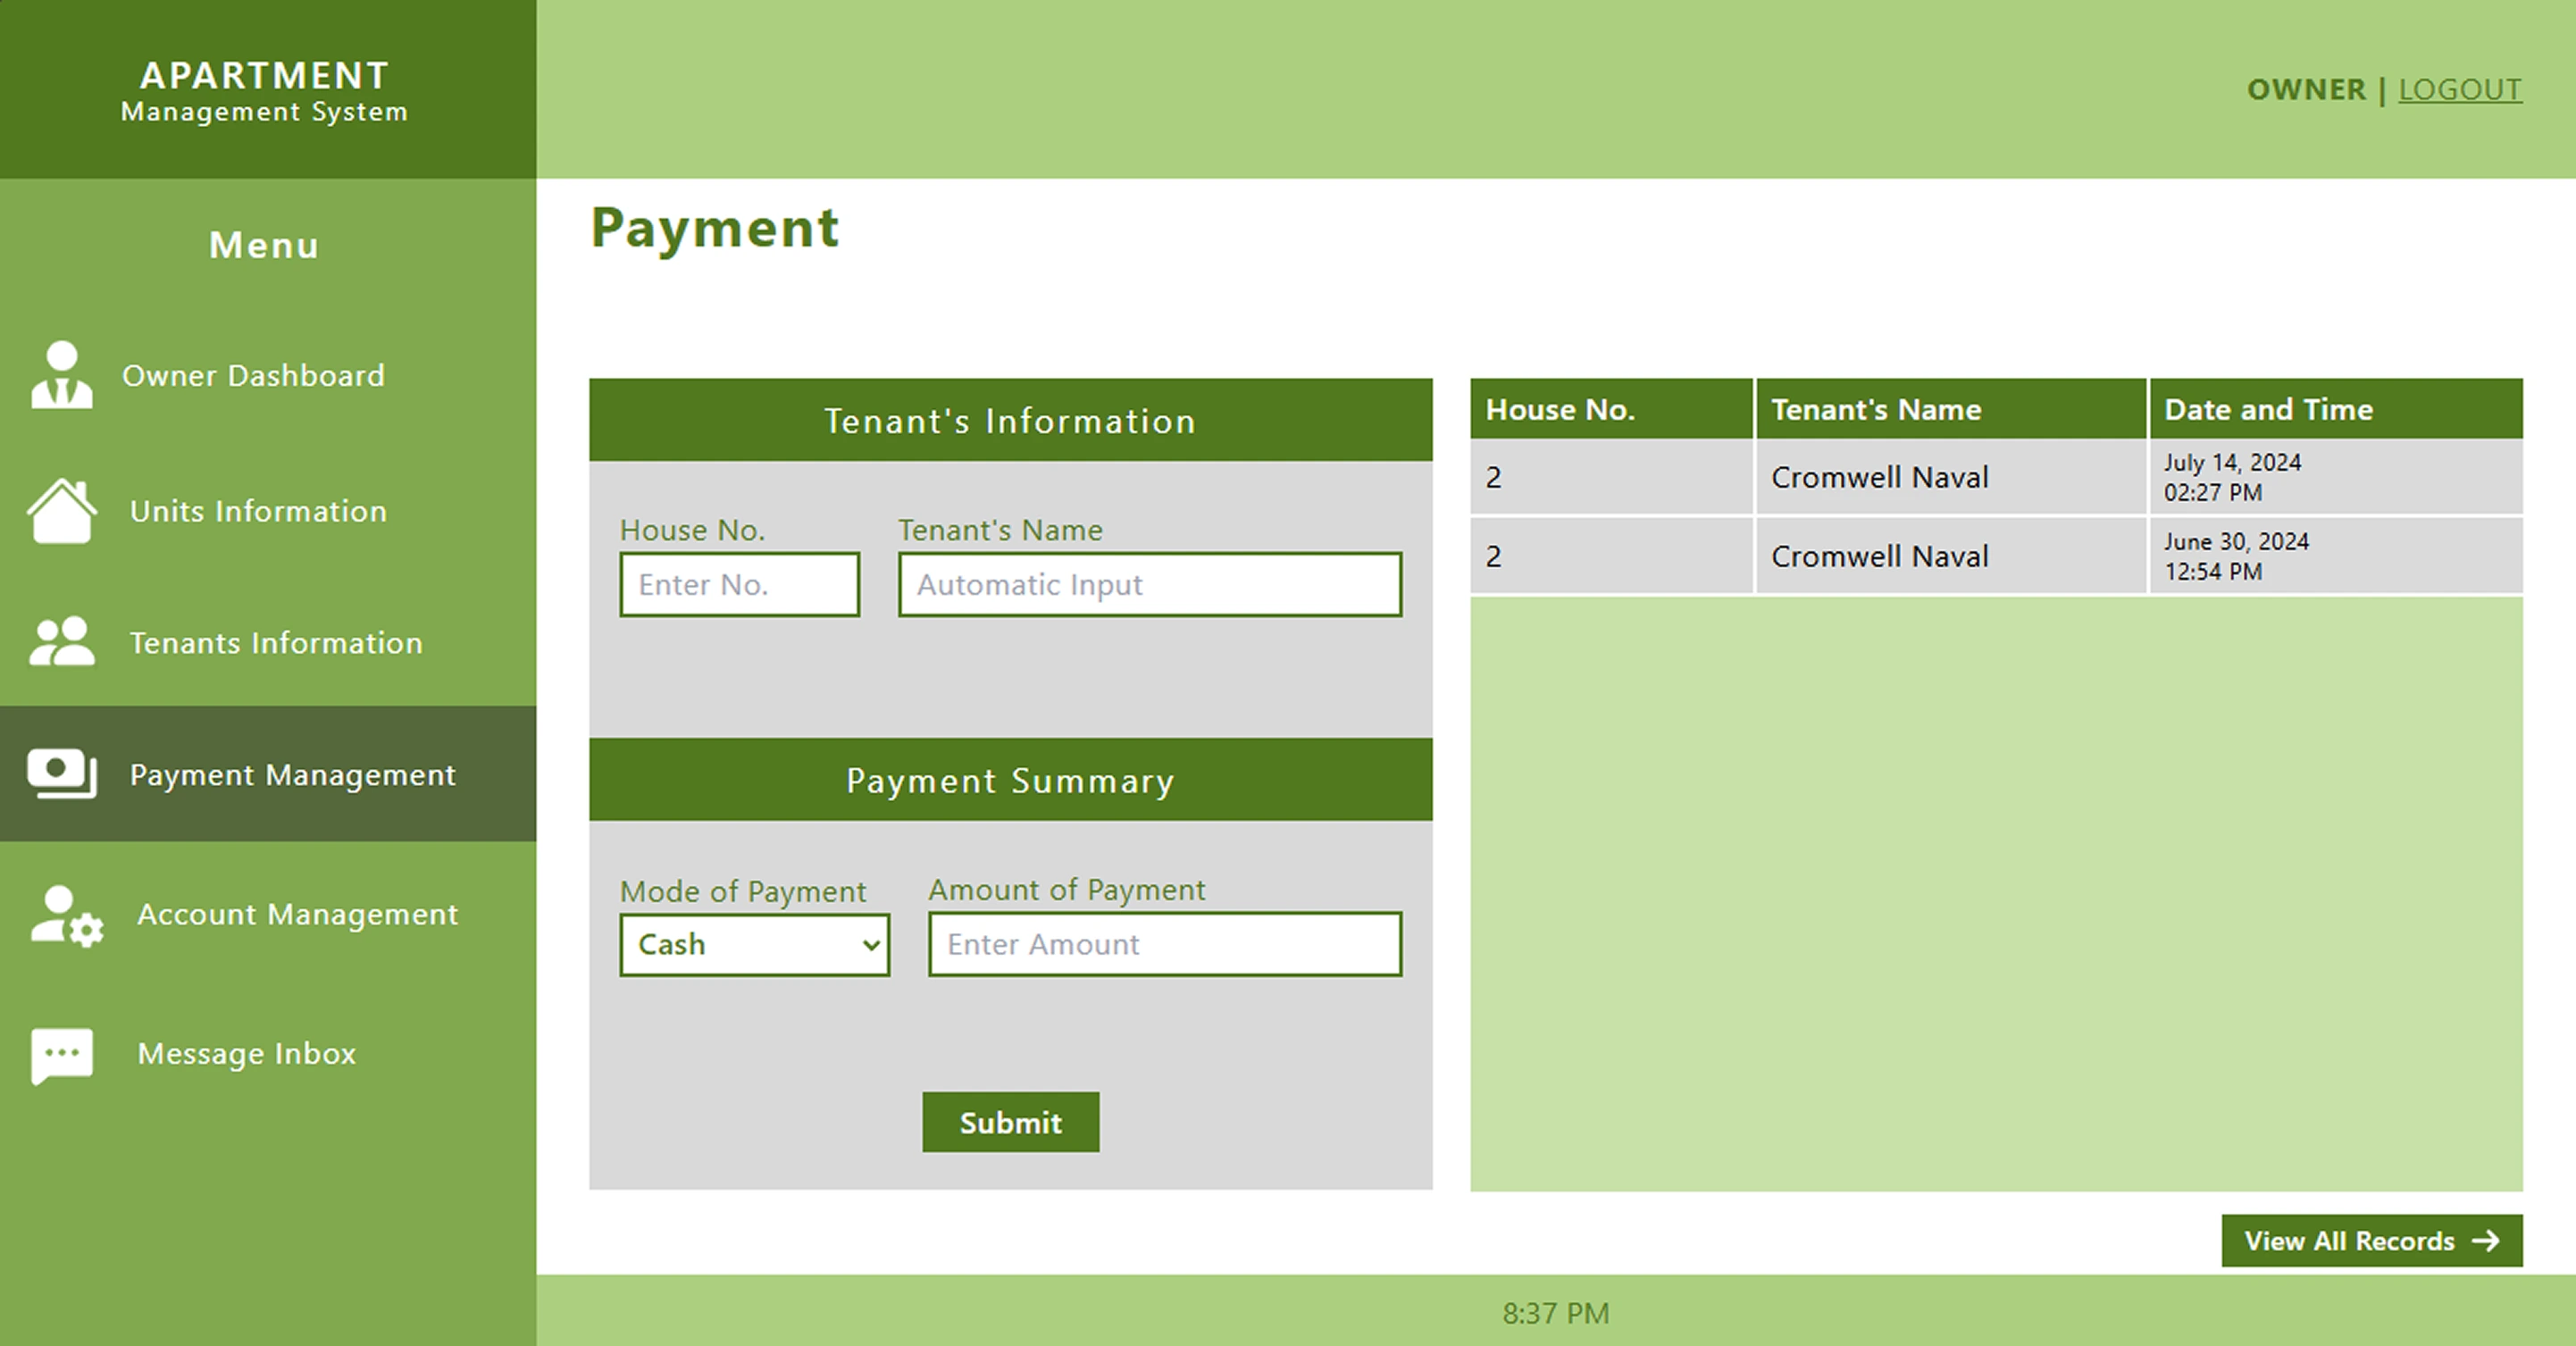 APARTMENT
Management System
OWNER | LOGOUT
Menu
Owner Dashboard
Units Information
Tenants Information
Payment Management
Account Management
Message Inbox
Payment
Tenant's Information
House No.
Tenant's Name
Enter No.
Automatic Input
Payment Summary
Mode of Payment
Amount of Payment
Cash
Enter Amount
Submit
House No. Tenant's Name Date and Time
2 Cromwell Naval July 14, 2024
02:27 PM
2 Cromwell Naval June 30, 2024
12:54 PM
View All Records
8:37 PM